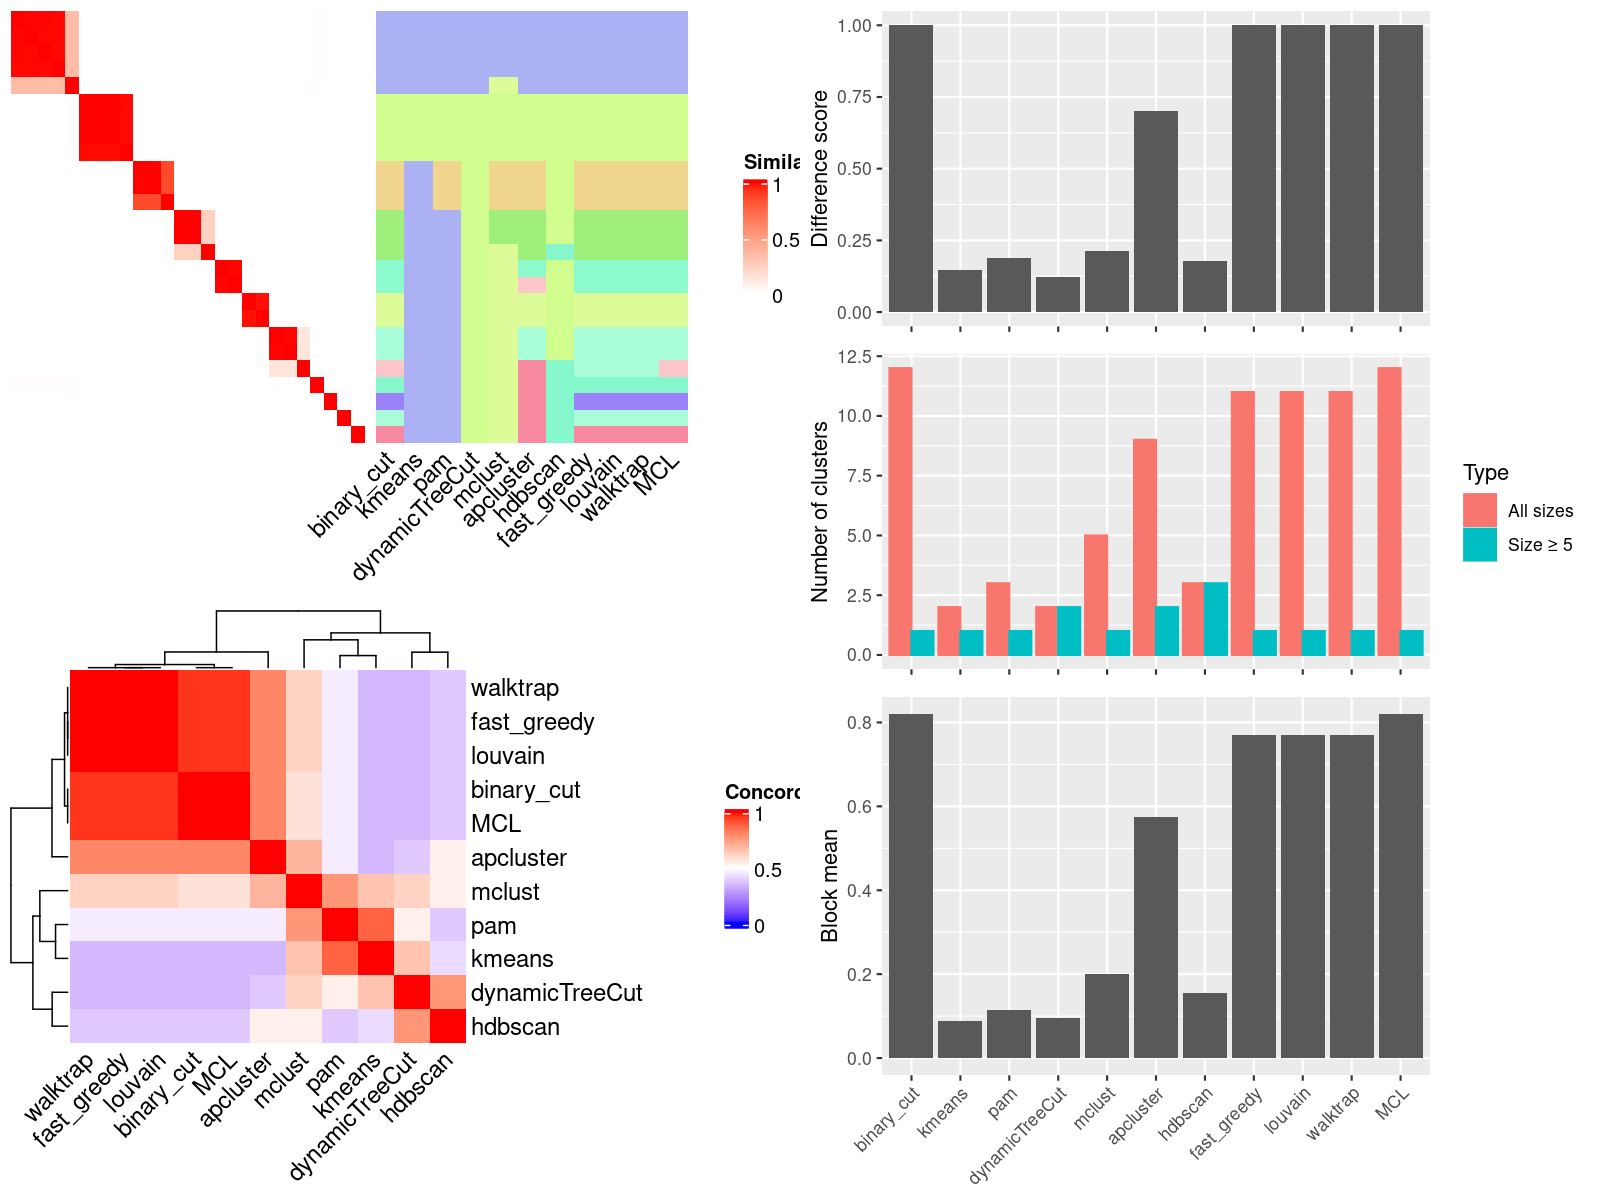 Simila
1
0.5
0
binary_cut
kmeans
pam
dynamicTreeCut
mclust
apcluster
hdbscan
fast_greedy
louvain
walktrap
MCL
walktrap
fast_greedy
louvain
binary_cut
MCL
apcluster
mclust
pam
kmeans
dynamicTreeCut
hdbscan
walktrap
fast_greedy
louvain
binary_cut
MCL
apcluster
mclust
pam
kmeans
dynamicTreeCut
hdbscan
Concord
1
0.5
0
Difference score
1.00
0.75
0.50
0.25
0.00
Number of clusters
12.5
10.0
7.5
5.0
2.5
0.0
Type
All sizes
Size ≥ 5
Block mean
0.8
0.6
0.4
0.2
0.0
binary_cut
kmeans
pam
dynamicTreeCut
mclust
apcluster
hdbscan
fast_greedy
louvain
walktrap
MCL